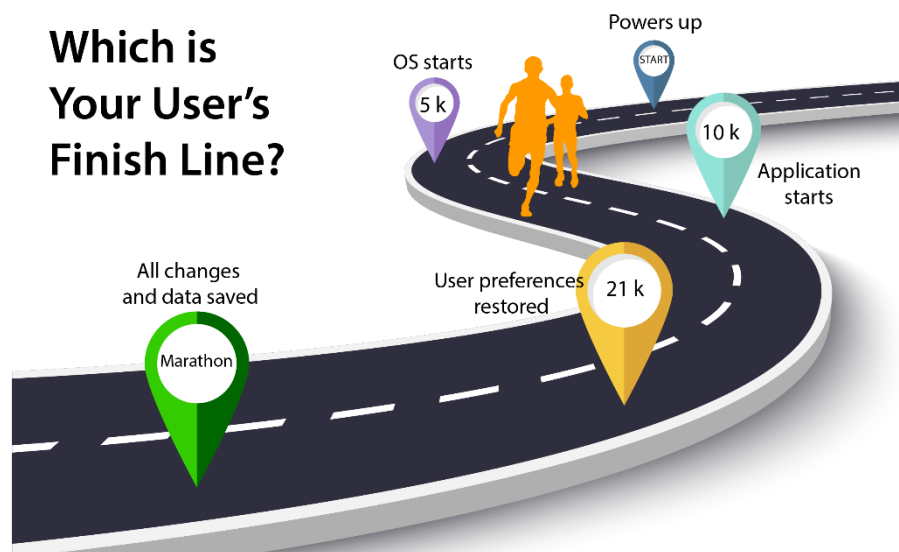 Which is
Your User's
Finish Line?
Powers up
START
OS starts
5 k
10 k
Application
starts
User preferences
restored
21 k
All changes
and data saved
Marathon